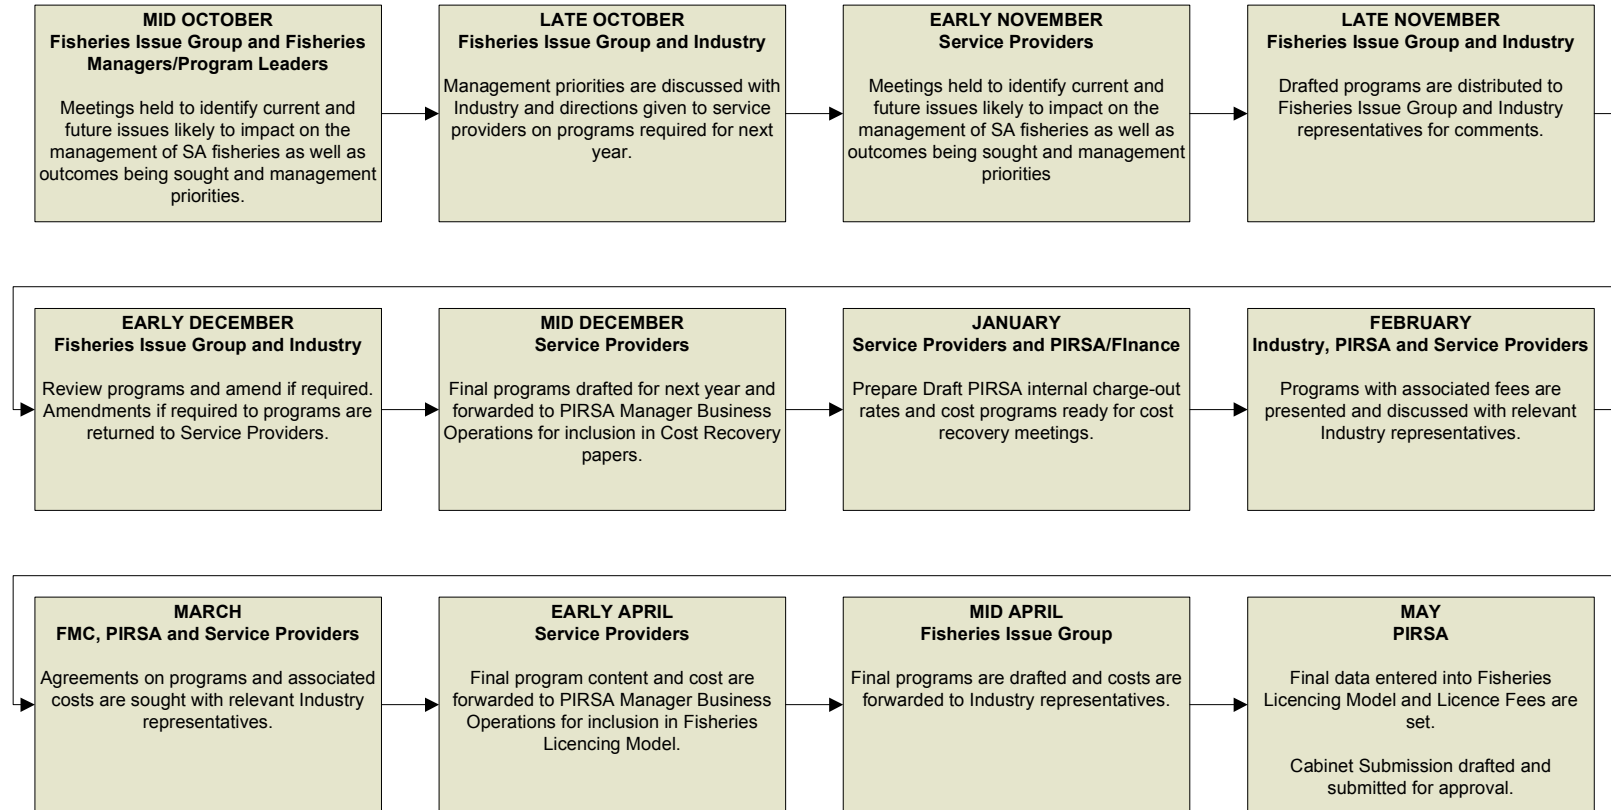 MID OCTOBER
Fisheries Issue Group and Fisheries
Managers/Program Leaders
Meetings held to identify current and
future issues likely to impact on the
management of SA fisheries as well as
outcomes being sought and management
priorities.
LATE OCTOBER
Fisheries Issue Group and Industry
Management priorities are discussed with
Industry and directions given to service
providers on programs required for next
year.
EARLY NOVEMBER
Service Providers
Meetings held to identify current and
future issues likely to impact on the
management of SA fisheries as well as
outcomes being sought and management
priorities
LATE NOVEMBER
Fisheries Issue Group and Industry
Drafted programs are distributed to
Fisheries Issue Group and Industry
representatives for comments.
EARLY DECEMBER
Fisheries Issue Group and Industry
Review programs and amend if required.
Amendments if required to programs are
returned to Service Providers.
MID DECEMBER
Service Providers
Final programs drafted for next year and
forwarded to PIRSA Manager Business
Operations for inclusion in Cost Recovery
papers.
JANUARY
Service Providers and PIRSA/FInance
Prepare Draft PIRSA internal charge-out
rates and cost programs ready for cost
recovery meetings.
FEBRUARY
Industry, PIRSA and Service Providers
Programs with associated fees are
presented and discussed with relevant
Industry representatives.
MARCH
FMC, PIRSA and Service Providers
Agreements on programs and associated
costs are sought with relevant Industry
representatives.
EARLY APRIL
Service Providers
Final program content and cost are
forwarded to PIRSA Manager Business
Operations for inclusion in Fisheries
Licencing Model.
MID APRIL
Fisheries Issue Group
Final programs are drafted and costs are
forwarded to Industry representatives.
MAY
PIRSA
Final data entered into Fisheries
Licencing Model and Licence Fees are
set.
Cabinet Submission drafted and
submitted for approval.